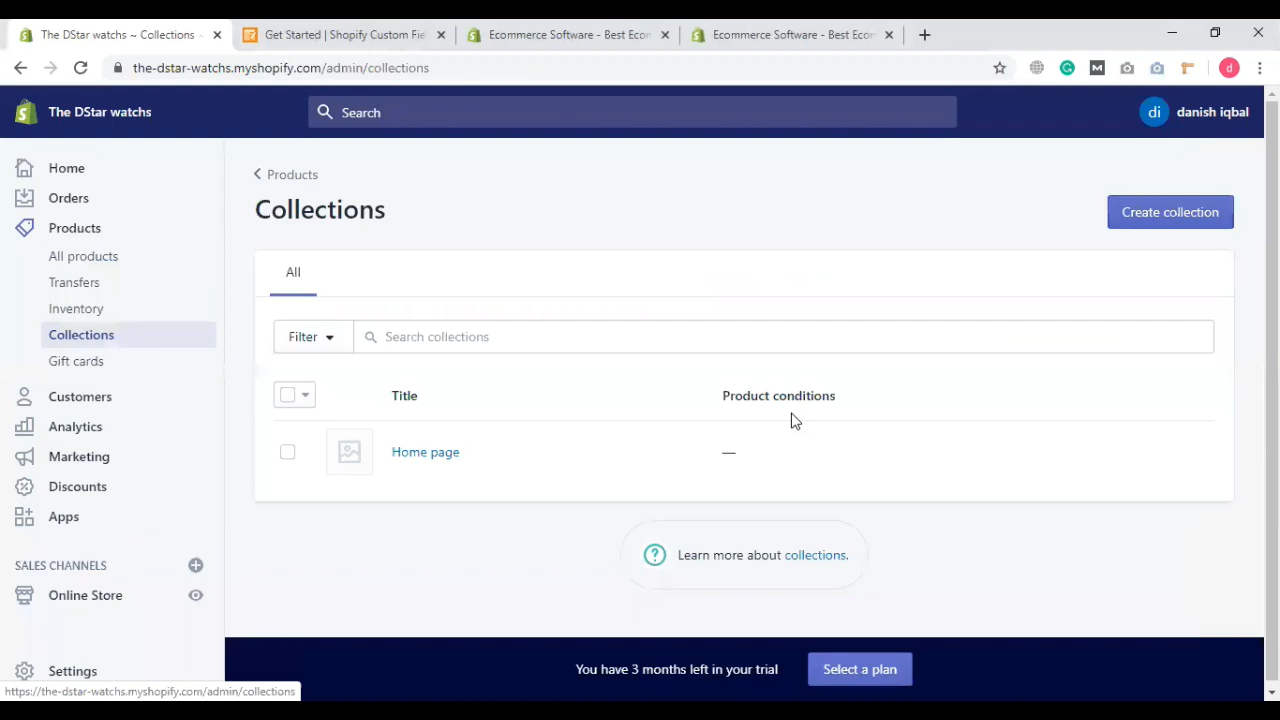 The DStar watchs ~ Collections
Get Started | Shopify Custom Fie
Ecommerce Software - Best Econ
Ecommerce Software - Best Econ
the-dstar-watchs.myshopify.com/admin/collections
d
The DStar watchs
Search
di
danish iqbal
Home
Orders
Products
All products
Transfers
Inventory
Collections
Gift cards
Customers
Analytics
Marketing
Discounts
Apps
SALES CHANNELS
Online Store
Settings
https://the-dstar-watchs.myshopify.com/admin/collections
Products
Collections
Create collection
All
Filter
Search collections
Title
Product conditions
Home page
—
Learn more about collections.
You have 3 months left in your trial
Select a plan